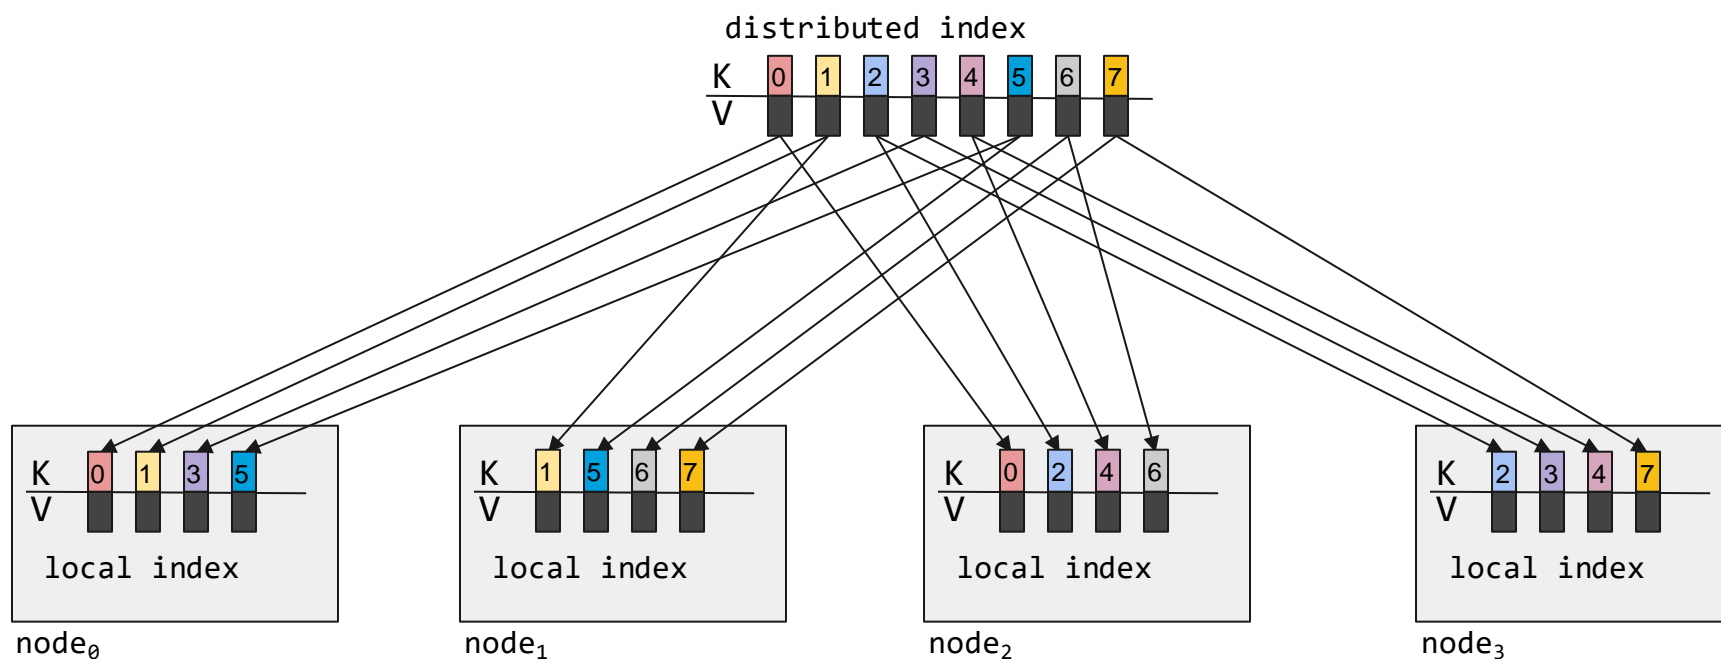 distributed index
K 0 1 2 3 4 5 6 7
V
K 0 1 3 5
V
local index
node₀
K 1 5 6 7
V
local index
node₁
K 0 2 4 6
V
local index
node₂
K 2 3 4 7
V
local index
node₃